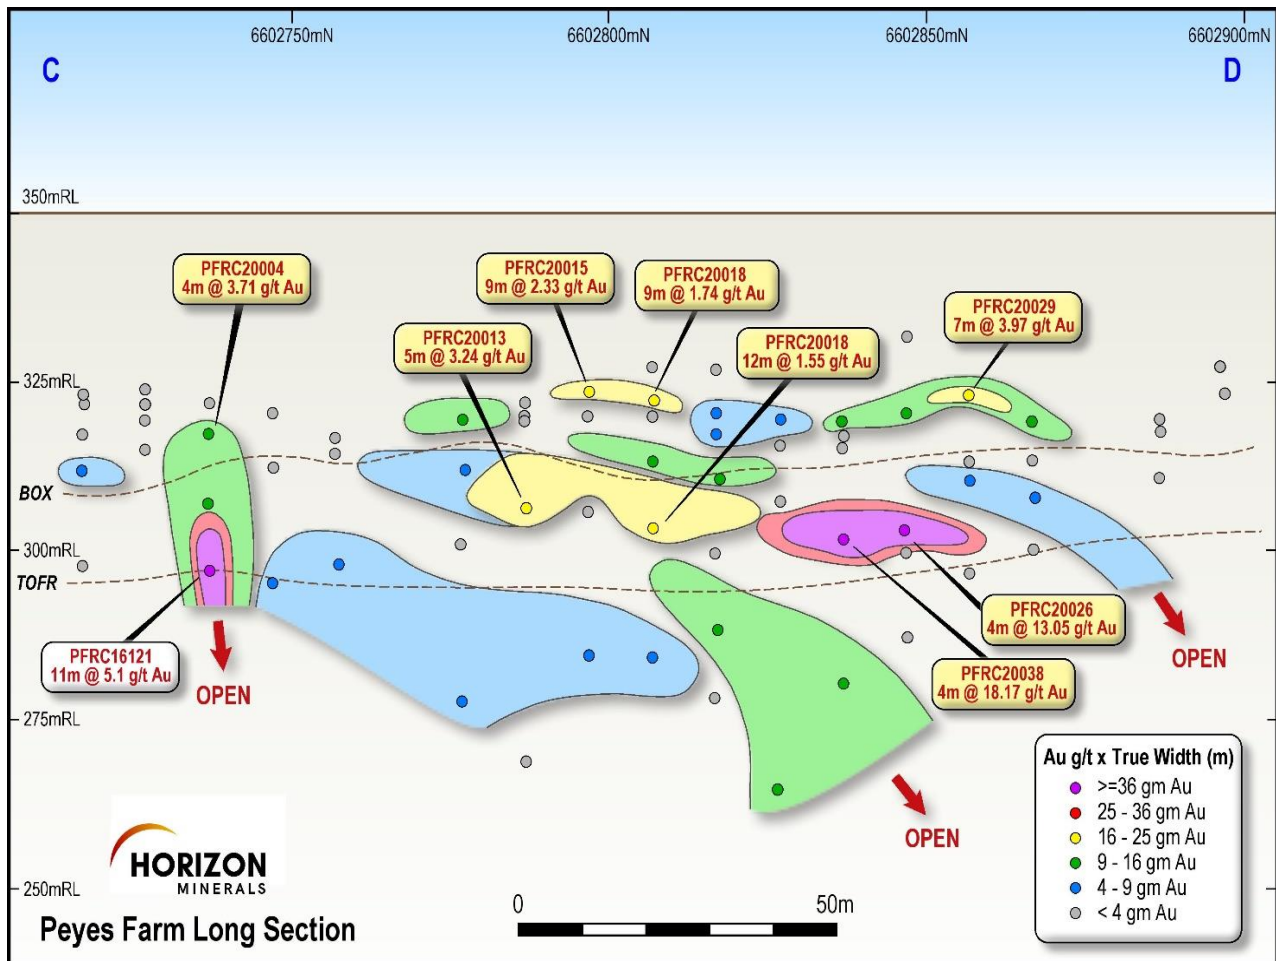 6602750mN
6602800mN
6602850mN
6602900mN
C
D
350mRL
PFRC20004
4m @ 3.71 g/t Au
PFRC20015
9m @ 2.33 g/t Au
PFRC20018
9m @ 1.74 g/t Au
PFRC20029
7m @ 3.97 g/t Au
PFRC20013
5m @ 3.24 g/t Au
PFRC20018
12m @ 1.55 g/t Au
325mRL
BOX
300mRL
TOFR
PFRC20026
4m @ 13.05 g/t Au
PFRC16121
11m @ 5.1 g/t Au
OPEN
PFRC20038
4m @ 18.17 g/t Au
OPEN
275mRL
OPEN
Au g/t x True Width (m)
>=36 gm Au
25 - 36 gm Au
16 - 25 gm Au
9 - 16 gm Au
4 - 9 gm Au
< 4 gm Au
HORIZON
MINERALS
250mRL
Peyes Farm Long Section
0
50m